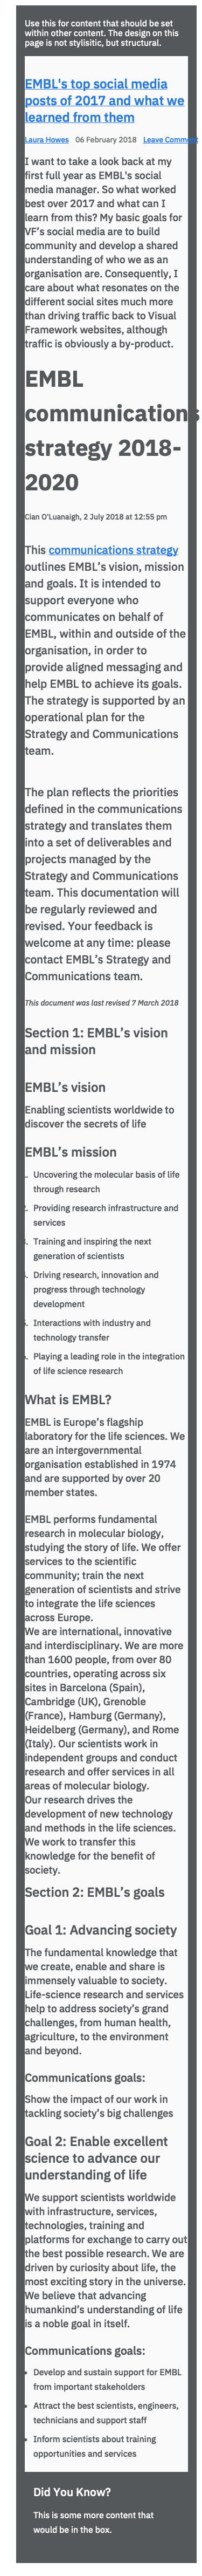 Use this for content that should be set
within other content. The design on this
page is not stylisitic, but structural.
EMBL's top social media
posts of 2017 and what we
learned from them
Laura Howes 06 February 2018 Leave Comment
I want to take a look back at my
first full year as EMBL's social
media manager. So what worked
best over 2017 and what can I
learn from this? My basic goals for
VF’s social media are to build
community and develop a shared
understanding of who we as an
organisation are. Consequently, I
care about what resonates on the
different social sites much more
than driving traffic back to Visual
Framework websites, although
traffic is obviously a by-product.
EMBL
communications
strategy 2018-
2020
Cian O'Luanaigh, 2 July 2018 at 12:55 pm
This communications strategy
outlines EMBL’s vision, mission
and goals. It is intended to
support everyone who
communicates on behalf of
EMBL, within and outside of the
organisation, in order to
provide aligned messaging and
help EMBL to achieve its goals.
The strategy is supported by an
operational plan for the
Strategy and Communications
team.
The plan reflects the priorities
defined in the communications
strategy and translates them
into a set of deliverables and
projects managed by the
Strategy and Communications
team. This documentation will
be regularly reviewed and
revised. Your feedback is
welcome at any time: please
contact EMBL’s Strategy and
Communications team.
This document was last revised 7 March 2018
Section 1: EMBL’s vision
and mission
EMBL’s vision
Enabling scientists worldwide to
discover the secrets of life
EMBL’s mission
Uncovering the molecular basis of life
through research
Providing research infrastructure and
services
Training and inspiring the next
generation of scientists
Driving research, innovation and
progress through technology
development
Interactions with industry and
technology transfer
Playing a leading role in the integration
of life science research
What is EMBL?
EMBL is Europe’s flagship
laboratory for the life sciences. We
are an intergovernmental
organisation established in 1974
and are supported by over 20
member states.
EMBL performs fundamental
research in molecular biology,
studying the story of life. We offer
services to the scientific
community; train the next
generation of scientists and strive
to integrate the life sciences
across Europe.
We are international, innovative
and interdisciplinary. We are more
than 1600 people, from over 80
countries, operating across six
sites in Barcelona (Spain),
Cambridge (UK), Grenoble
(France), Hamburg (Germany),
Heidelberg (Germany), and Rome
(Italy). Our scientists work in
independent groups and conduct
research and offer services in all
areas of molecular biology.
Our research drives the
development of new technology
and methods in the life sciences.
We work to transfer this
knowledge for the benefit of
society.
Section 2: EMBL’s goals
Goal 1: Advancing society
The fundamental knowledge that
we create, enable and share is
immensely valuable to society.
Life-science research and services
help to address society’s grand
challenges, from human health,
agriculture, to the environment
and beyond.
Communications goals:
Show the impact of our work in
tackling society’s big challenges
Goal 2: Enable excellent
science to advance our
understanding of life
We support scientists worldwide
with infrastructure, services,
technologies, training and
platforms for exchange to carry out
the best possible research. We are
driven by curiosity about life, the
most exciting story in the universe.
We believe that advancing
humankind’s understanding of life
is a noble goal in itself.
Communications goals:
Develop and sustain support for EMBL
from important stakeholders
Attract the best scientists, engineers,
technicians and support staff
Inform scientists about training
opportunities and services
Did You Know?
This is some more content that
would be in the box.